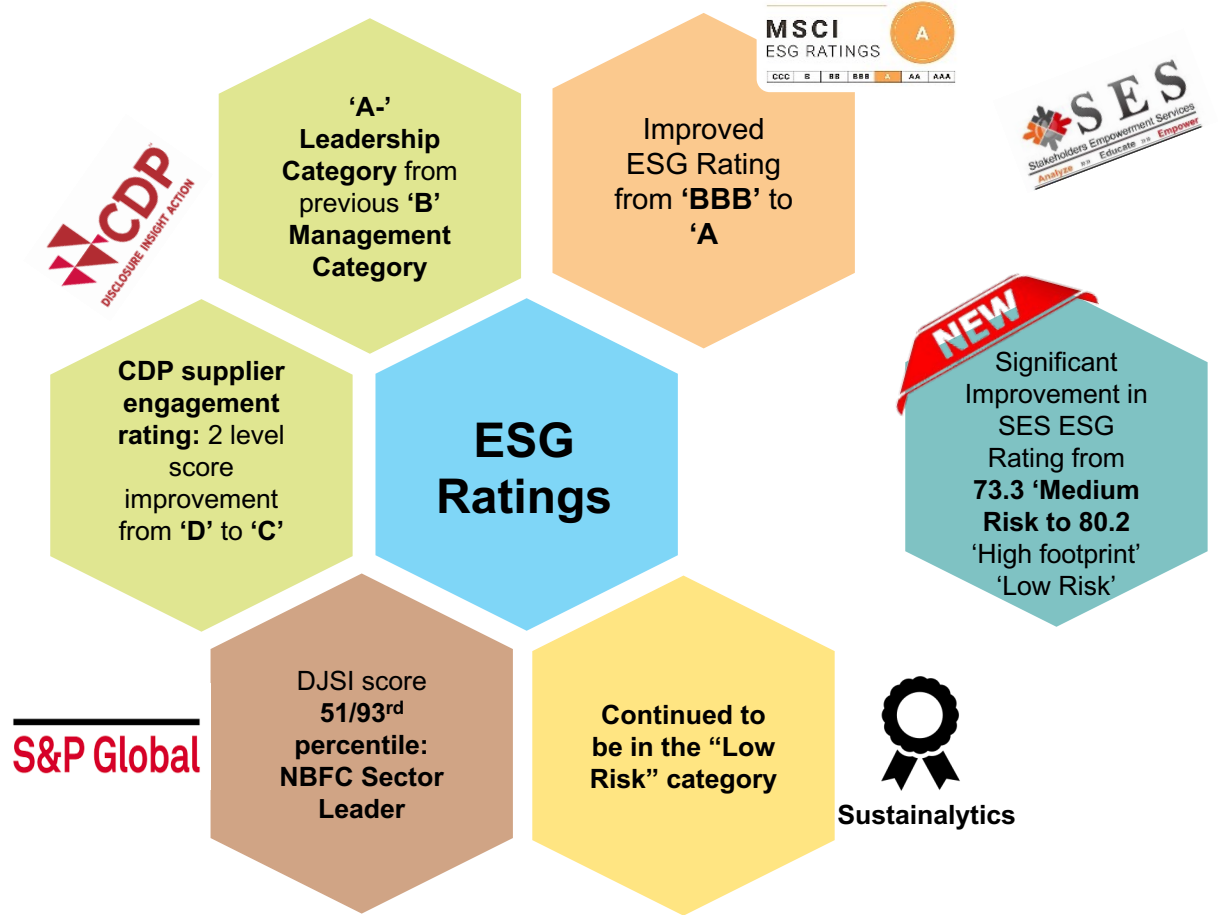 MSCI
ESG RATINGS
A
CCC B BB BBB A AA AAA
SES
Stakeholders Empowerment Services
Analyze »» Educate »» Empower
CDP
DISCLOSURE INSIGHT ACTION
‘A-’
Leadership
Category from
previous ‘B’
Management
Category
Improved
ESG Rating
from ‘BBB’ to
‘A
NEW
Significant
Improvement in
SES ESG
Rating from
73.3 ‘Medium
Risk to 80.2
‘High footprint’
‘Low Risk’
CDP supplier
engagement
rating: 2 level
score
improvement
from ‘D’ to ‘C’
ESG
Ratings
S&P Global
DJSI score
51/93rd
percentile:
NBFC Sector
Leader
Continued to
be in the “Low
Risk” category
Sustainalytics